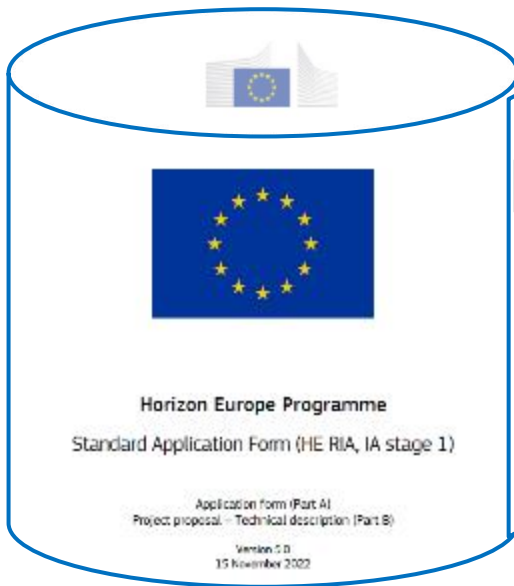 Horizon Europe Programme
Standard Application Form (HE RIA, IA stage 1)
Application form (Part A)
Project proposal – Technical description (Part B)
Version 5.0
15 November 2022